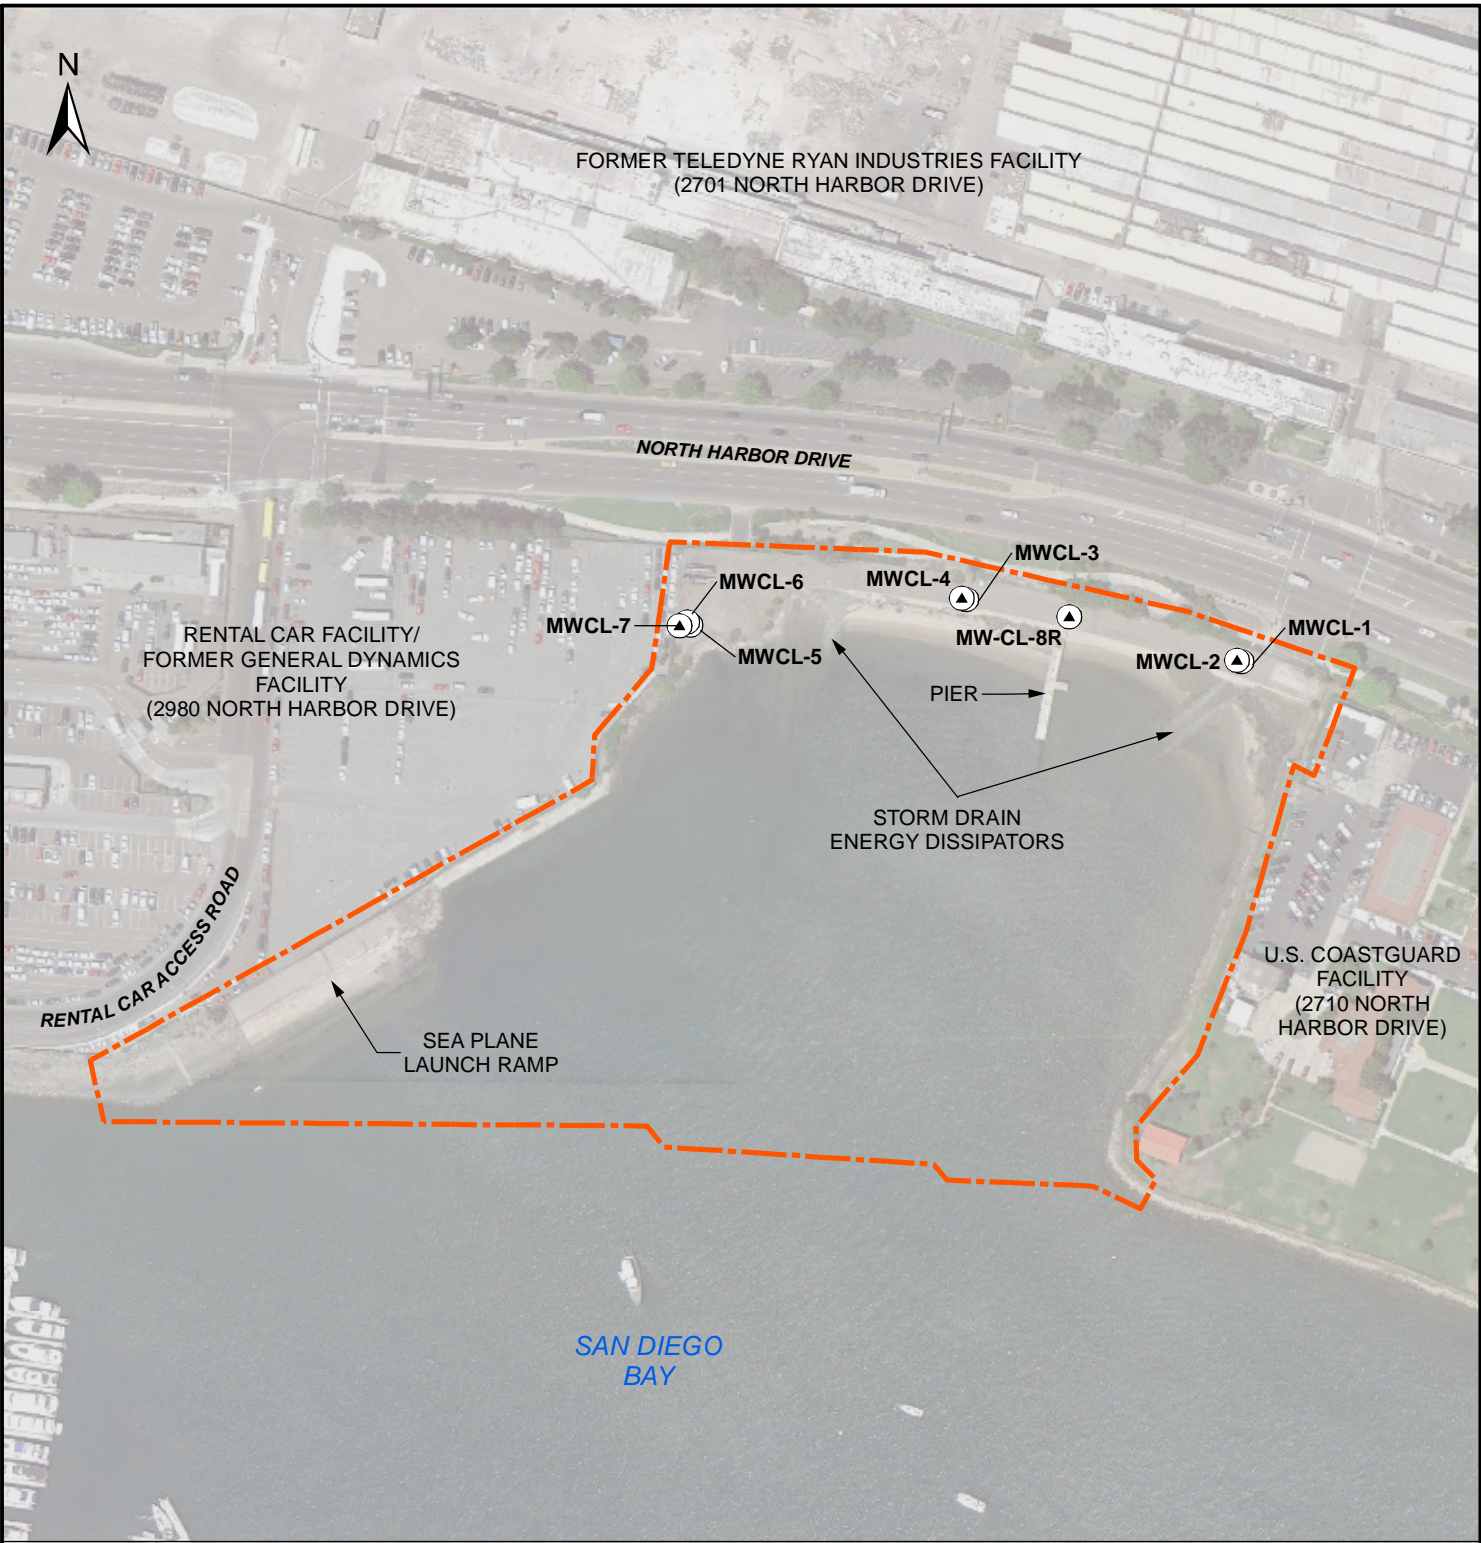 N
FORMER TELEDYNE RYAN INDUSTRIES FACILITY
(2701 NORTH HARBOR DRIVE)
NORTH HARBOR DRIVE
MWCL-3
MWCL-4
MWCL-6
MWCL-7
MWCL-5
MW-CL-8R
MWCL-1
MWCL-2
RENTAL CAR FACILITY/
FORMER GENERAL DYNAMICS
FACILITY
(2980 NORTH HARBOR DRIVE)
PIER
STORM DRAIN
ENERGY DISSIPATORS
RENTAL CAR ACCESS ROAD
U.S. COASTGUARD
FACILITY
(2710 NORTH
HARBOR DRIVE)
SEA PLANE
LAUNCH RAMP
SAN DIEGO
BAY